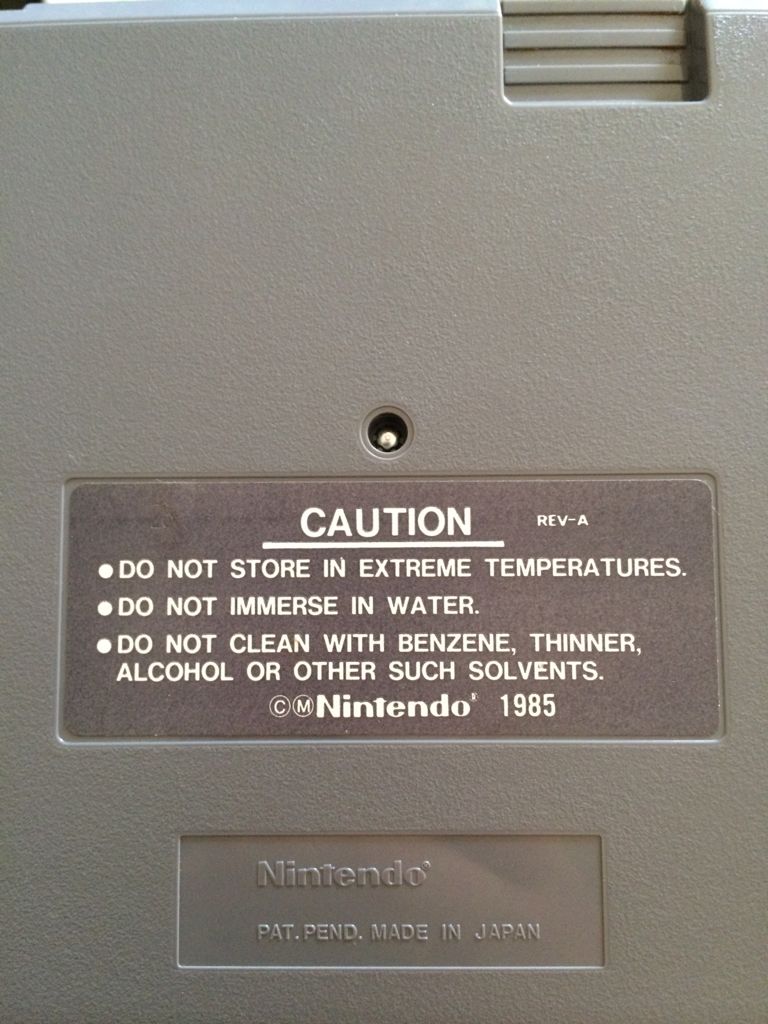 CAUTION REV-A
●DO NOT STORE IN EXTREME TEMPERATURES.
●DO NOT IMMERSE IN WATER.
●DO NOT CLEAN WITH BENZENE, THINNER,
ALCOHOL OR OTHER SUCH SOLVENTS.
ⒸⓂNintendo® 1985
Nintendo®
PAT. PEND. MADE IN JAPAN